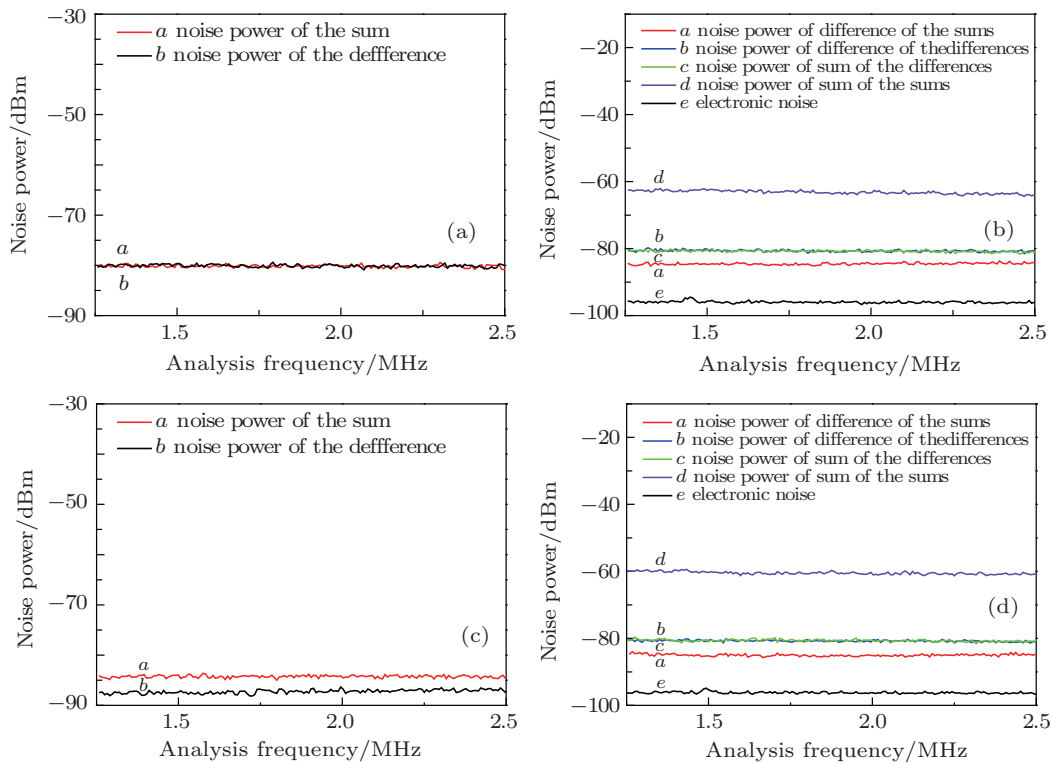 −30
a noise power of the sum
b noise power of the deffference
−50
Noise power/dBm
−70
(a)
a
b
−90
1.5
2.0
2.5
Analysis frequency/MHz
−20
a noise power of difference of the sums
b noise power of difference of thedifferences
c noise power of sum of the differences
d noise power of sum of the sums
e electronic noise
−40
Noise power/dBm
−60
d
(b)
b
−80
c
a
e
−100
1.5
2.0
2.5
Analysis frequency/MHz
−30
a noise power of the sum
b noise power of the deffference
−50
Noise power/dBm
−70
(c)
a
b
−90
1.5
2.0
2.5
Analysis frequency/MHz
−20
a noise power of difference of the sums
b noise power of difference of thedifferences
c noise power of sum of the differences
d noise power of sum of the sums
e electronic noise
−40
Noise power/dBm
d
−60
(d)
b
−80
c
a
e
−100
1.5
2.0
2.5
Analysis frequency/MHz